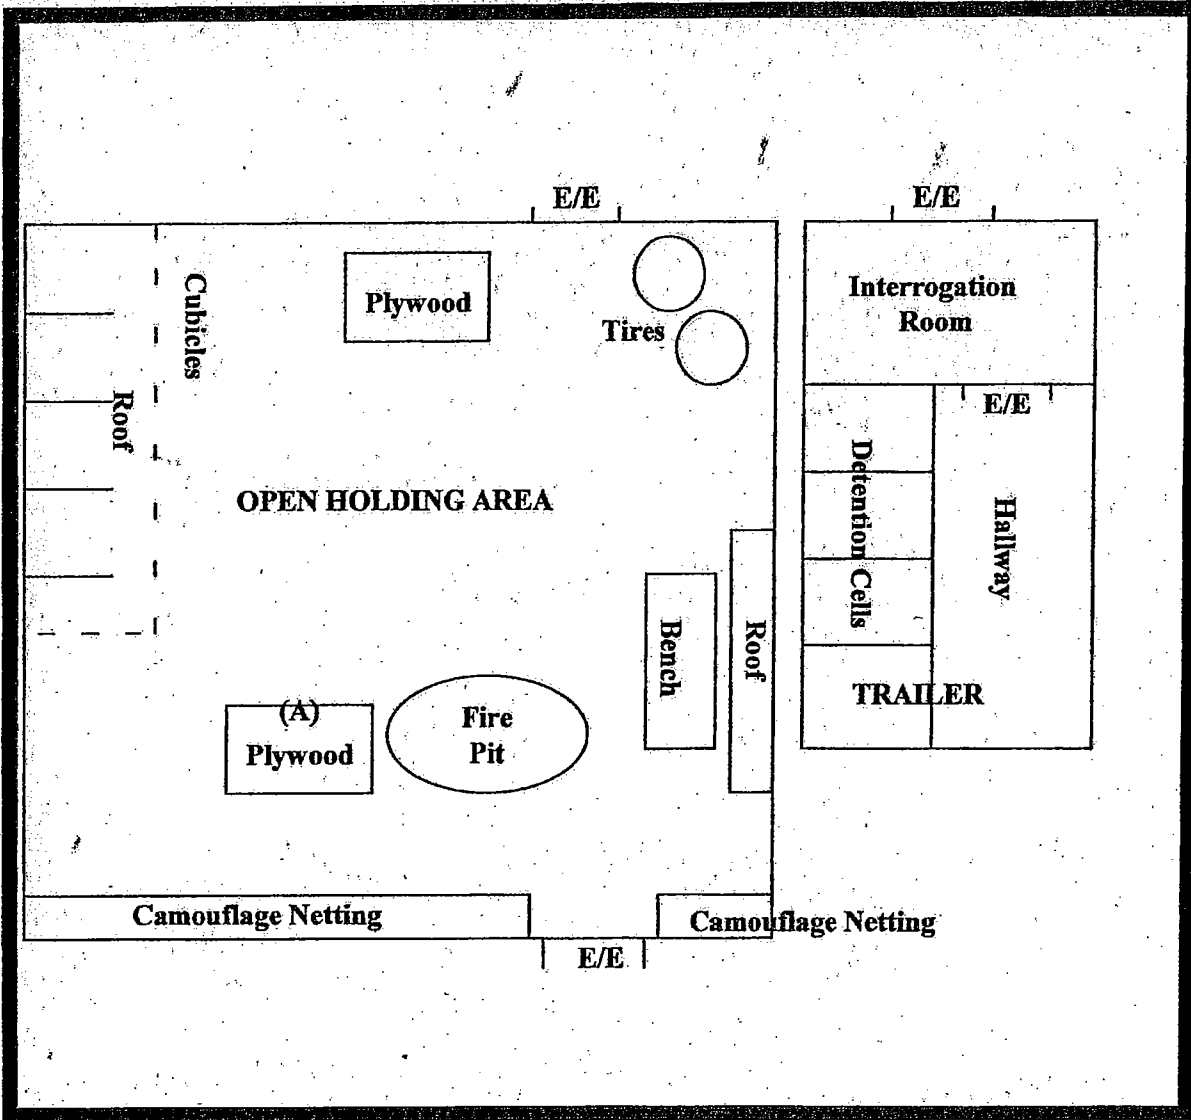 E/E
E/E
Plywood
Tires
Interrogation
Room
Cubicles
Roof
E/E
OPEN HOLDING AREA
Detention Cells
Hallway
Bench
Roof
TRAILER
(A)
Plywood
Fire
Pit
Camouflage Netting
Camouflage Netting
E/E